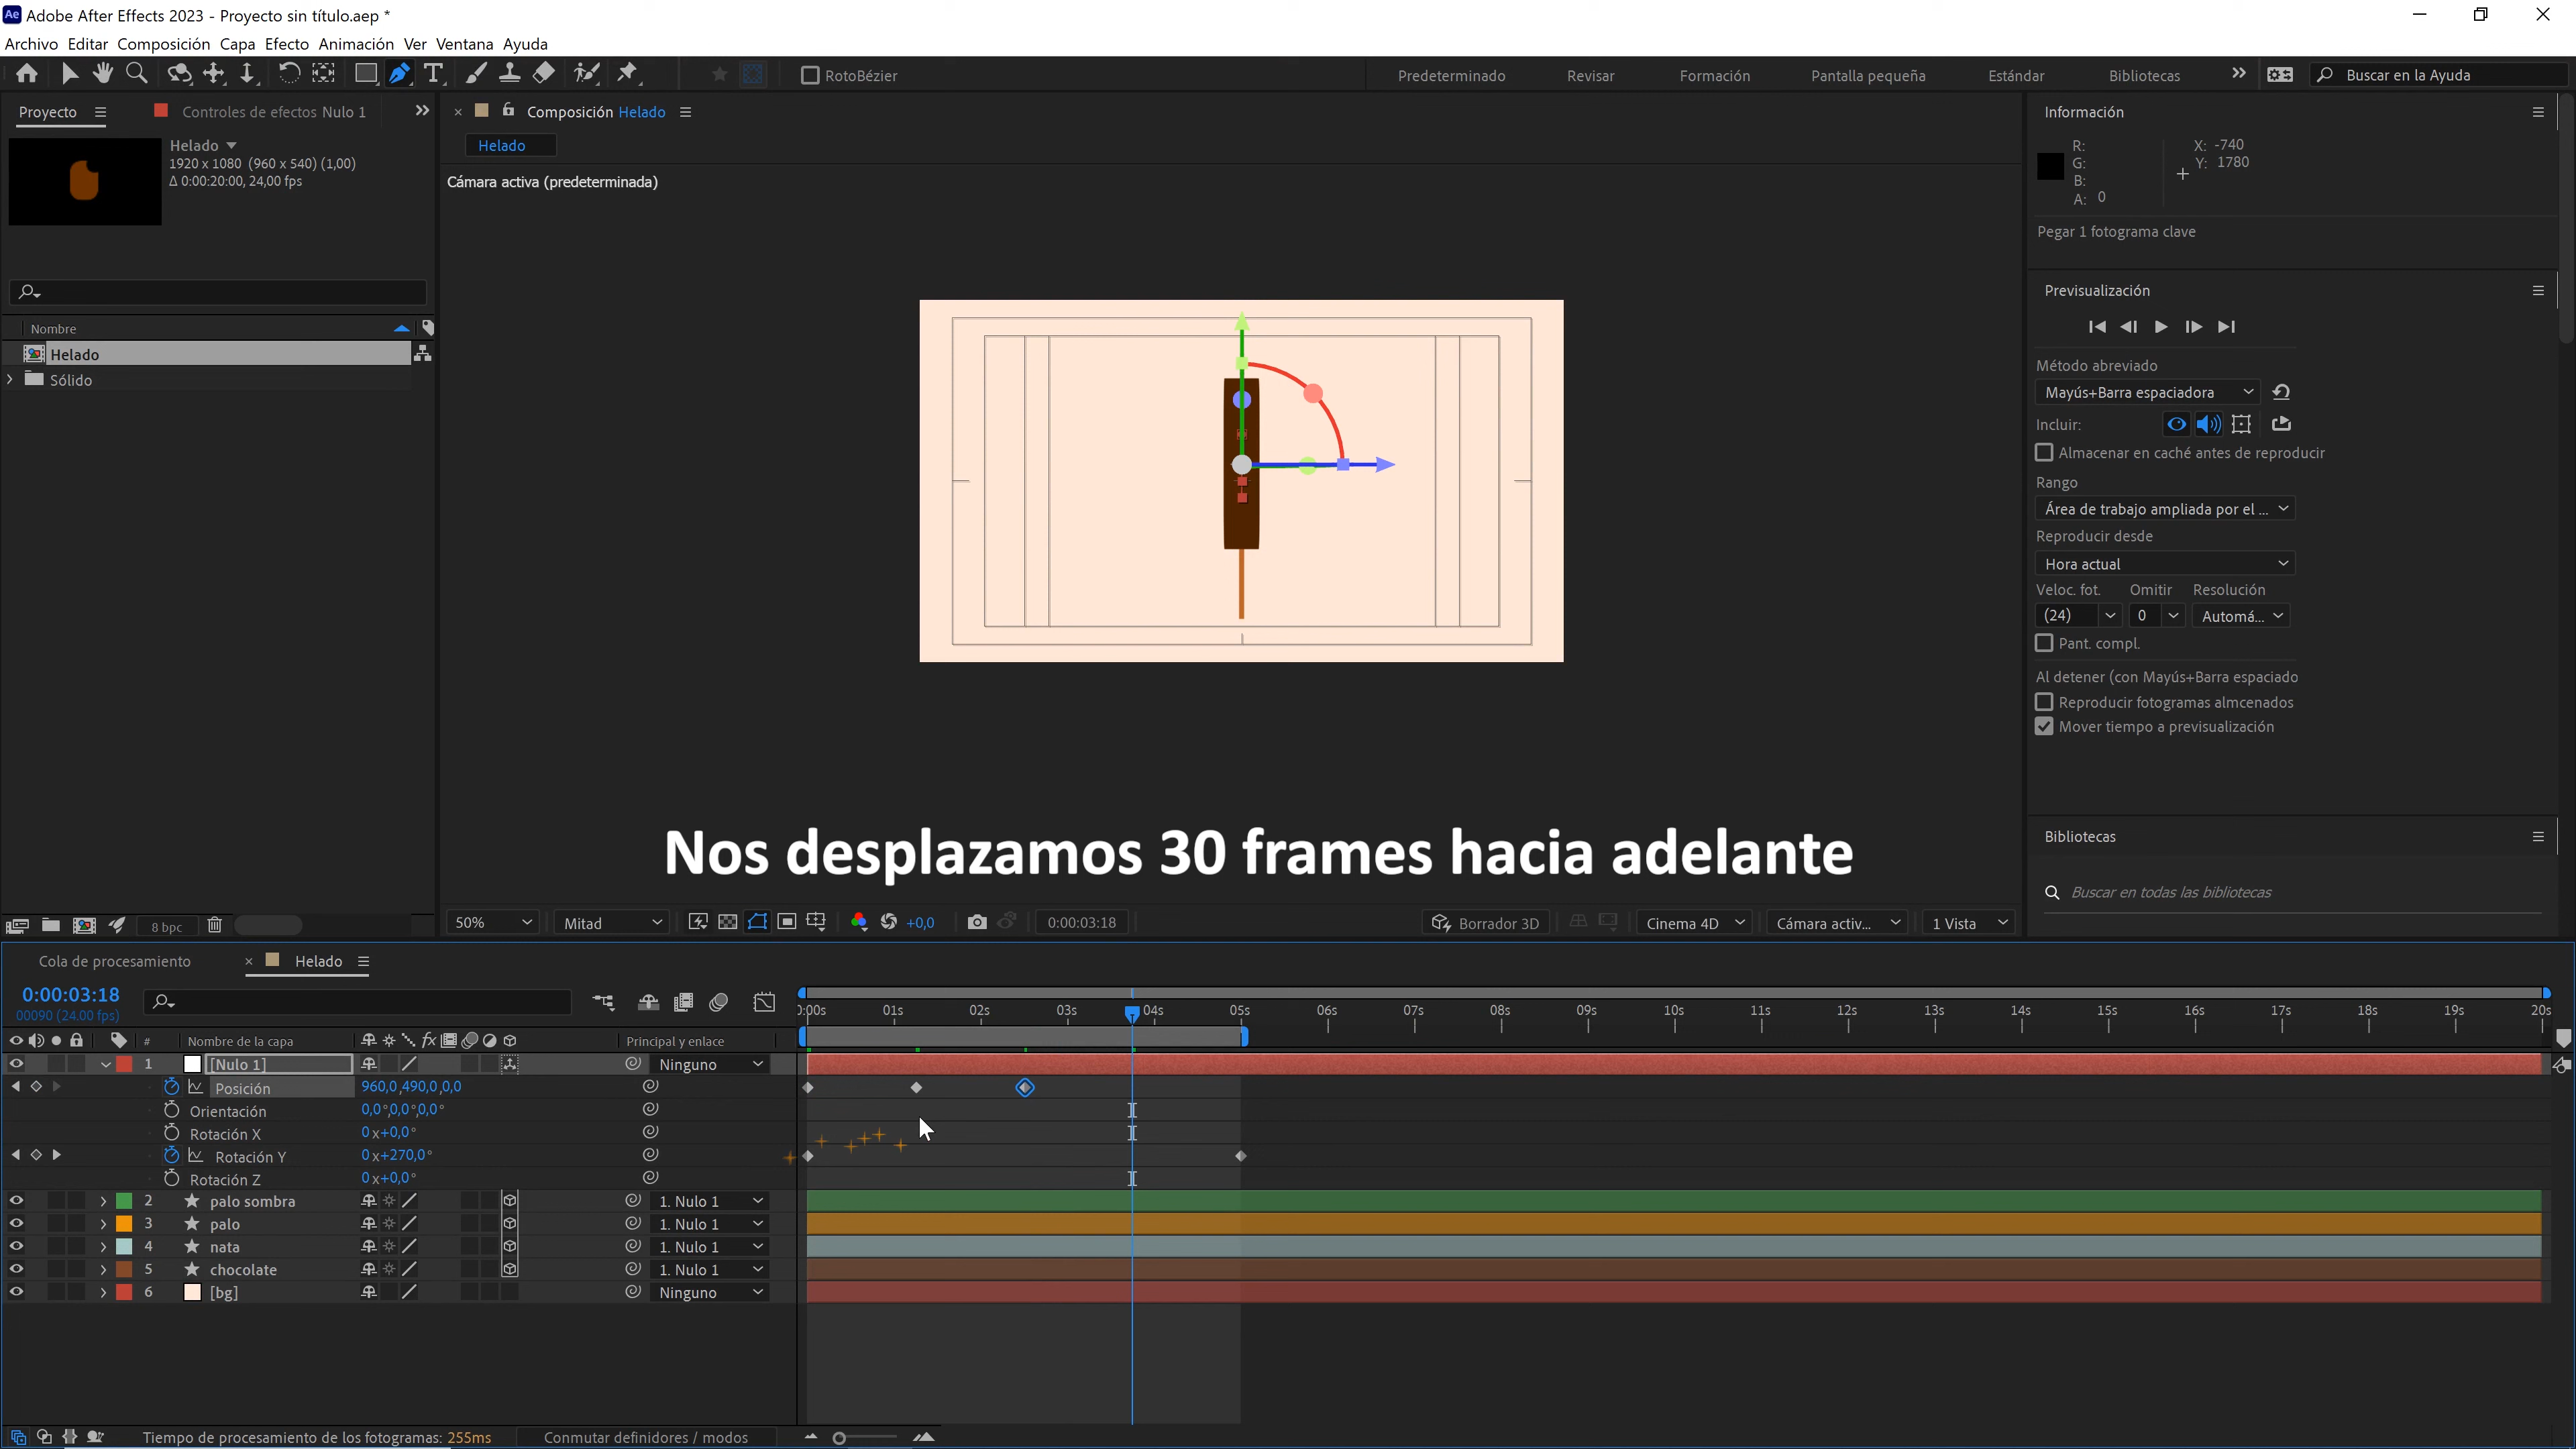 Adobe After Effects 2023 - Proyecto sin título.aep *
Archivo Editar Composición Capa Efecto Animación Ver Ventana Ayuda
RotoBézier
Predeterminado Revisar Formación Pantalla pequeña Estándar Bibliotecas
Buscar en la Ayuda
Proyecto
Controles de efectos Nulo 1
Helado
1920 x 1080 (960 x 540) (1,00)
Δ 0:00:20:00, 24,00 fps
Nombre
Helado
Sólido
8 bpc
Composición Helado
Helado
Cámara activa (predeterminada)
Nos desplazamos 30 frames hacia adelante
50% Mitad +0,0 0:00:03:18 Borrador 3D Cinema 4D Cámara activ... 1 Vista
Información
R:
G:
B:
A: 0
X: -740
Y: 1780
Pegar 1 fotograma clave
Previsualización
Método abreviado
Mayús+Barra espaciadora
Incluir:
Almacenar en caché antes de reproducir
Rango
Área de trabajo ampliada por el ...
Reproducir desde
Hora actual
Veloc. fot. Omitir Resolución
(24) 0 Automá...
Pant. compl.
Al detener (con Mayús+Barra espaciado
Reproducir fotogramas almcenados
Mover tiempo a previsualización
Bibliotecas
Buscar en todas las bibliotecas
Cola de procesamiento
Helado
0:00:03:18
00090 (24.00 fps)
):00s 01s 02s 03s 04s 05s 06s 07s 08s 09s 10s 11s 12s 13s 14s 15s 16s 17s 18s 19s 20s
# Nombre de la capa fx Principal y enlace
1 [Nulo 1] Ninguno
Posición 960,0,490,0,0,0
Orientación 0,0°,0,0°,0,0°
Rotación X 0x+0,0°
Rotación Y 0x+270,0°
Rotación Z 0x+0,0°
2 palo sombra 1. Nulo 1
3 palo 1. Nulo 1
4 nata 1. Nulo 1
5 chocolate 1. Nulo 1
6 [bg] Ninguno
Tiempo de procesamiento de los fotogramas: 255ms
Conmutar definidores / modos